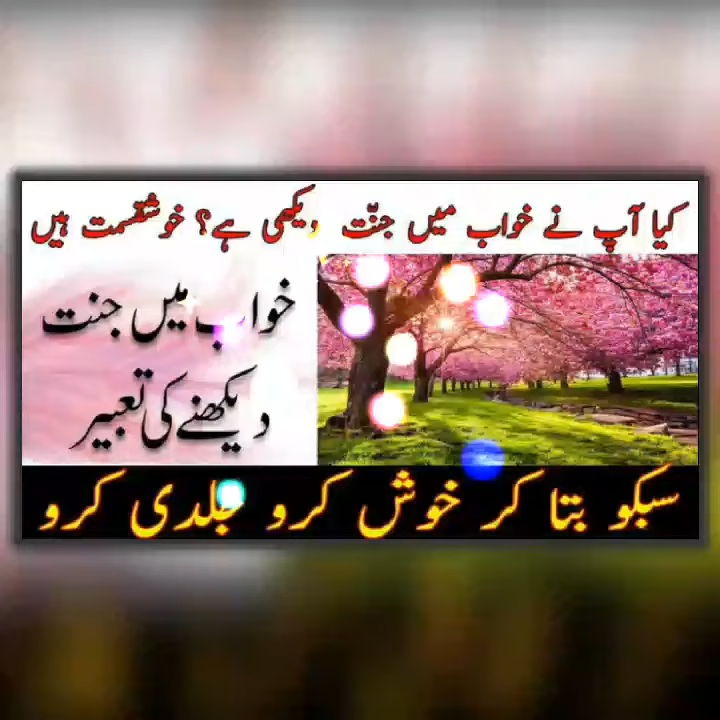 کیا آپ نے خواب میں جنّت دیکھی ہے؟ خوشقسمت ہیں
خواب میں جنت
دیکھنے کی تعبیر
سبکو بتا کر خوش کرو جلدی کرو